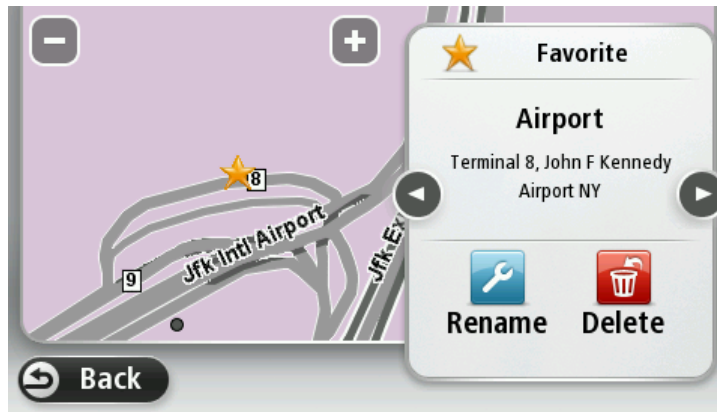 Favorite
Airport
Terminal 8, John F Kennedy
Airport NY
8
Jfk Intl Airport
Jfk Ex
9
Rename
Delete
Back